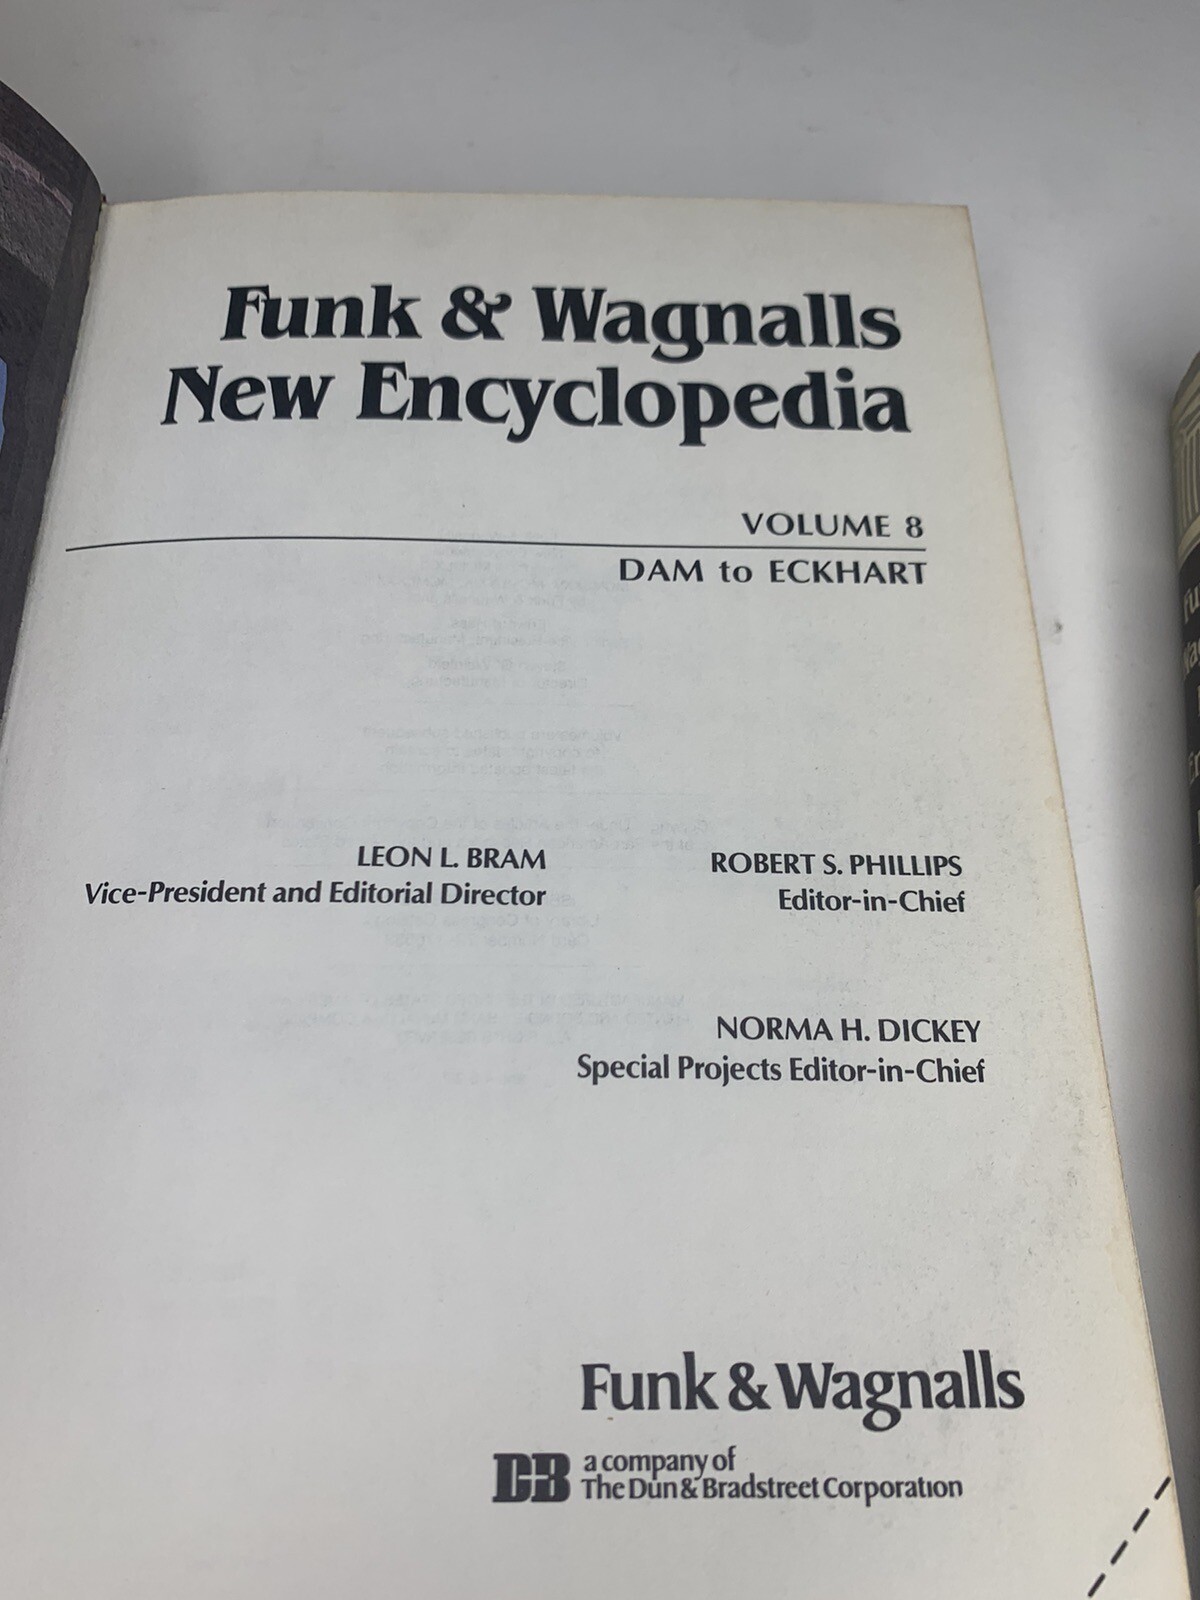 Funk & Wagnalls
New Encyclopedia
VOLUME 8
DAM to ECKHART
LEON L. BRAM
Vice-President and Editorial Director
ROBERT S. PHILLIPS
Editor-in-Chief
NORMA H. DICKEY
Special Projects Editor-in-Chief
Funk & Wagnalls
DB
a company of
The Dun & Bradstreet Corporation